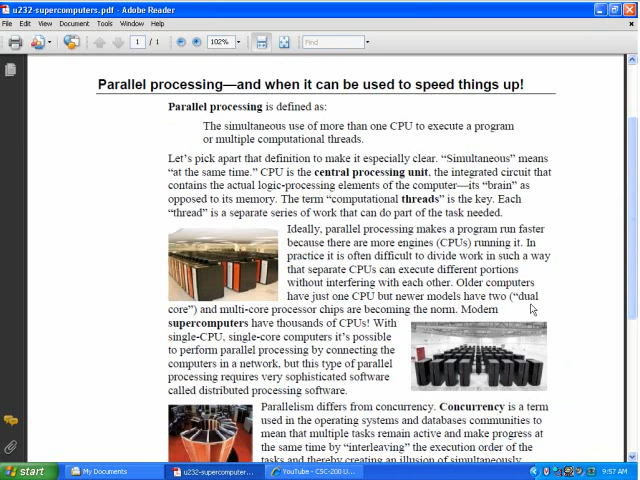 u232-supercomputers.pdf - Adobe Reader
File Edit View Document Tools Window Help
1 / 1 102% Find
Parallel processing—and when it can be used to speed things up!
Parallel processing is defined as:
The simultaneous use of more than one CPU to execute a program
or multiple computational threads.
Let's pick apart that definition to make it especially clear. “Simultaneous” means
“at the same time.” CPU is the central processing unit, the integrated circuit that
contains the actual logic-processing elements of the computer—its “brain” as
opposed to its memory. The term “computational threads” is the key. Each
“thread” is a separate series of work that can do part of the task needed.
Ideally, parallel processing makes a program run faster
because there are more engines (CPUs) running it. In
practice it is often difficult to divide work in such a way
that separate CPUs can execute different portions
without interfering with each other. Older computers
have just one CPU but newer models have two (“dual
core”) and multi-core processor chips are becoming the norm. Modern
supercomputers have thousands of CPUs! With
single-CPU, single-core computers it's possible
to perform parallel processing by connecting the
computers in a network, but this type of parallel
processing requires very sophisticated software
called distributed processing software.
Parallelism differs from concurrency. Concurrency is a term
used in the operating systems and databases communities to
mean that multiple tasks remain active and make progress at
the same time by “interleaving” the execution order of the
tasks and thereby creating an illusion of simultaneously
start My Documents u232-supercomputer... YouTube - CSC-200 U... 9:57 AM